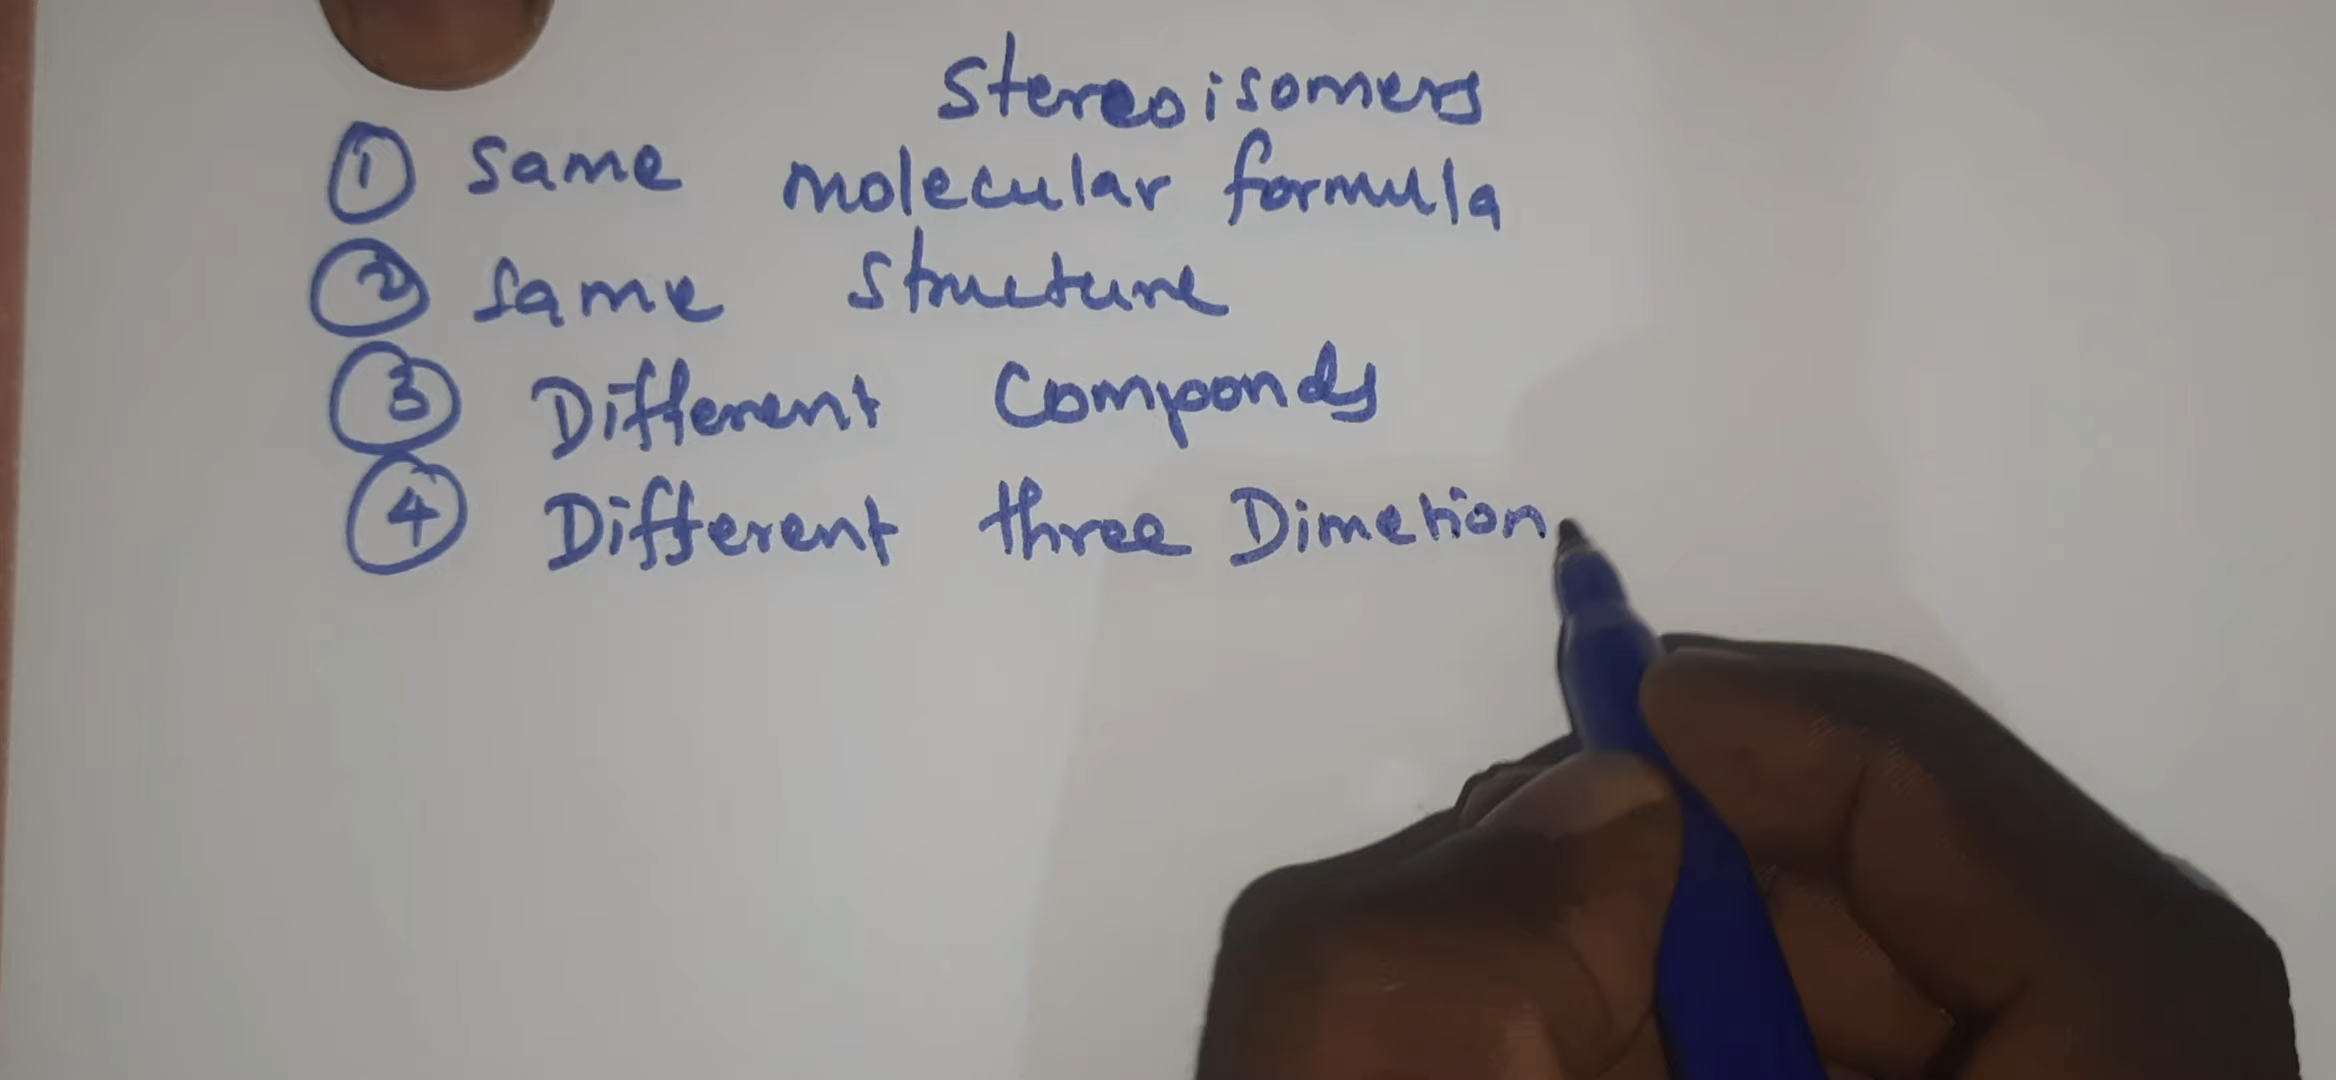 Stereoisomers
① Same molecular formula
② Same Structure
③ Different Componds
④ Different three Dimetion